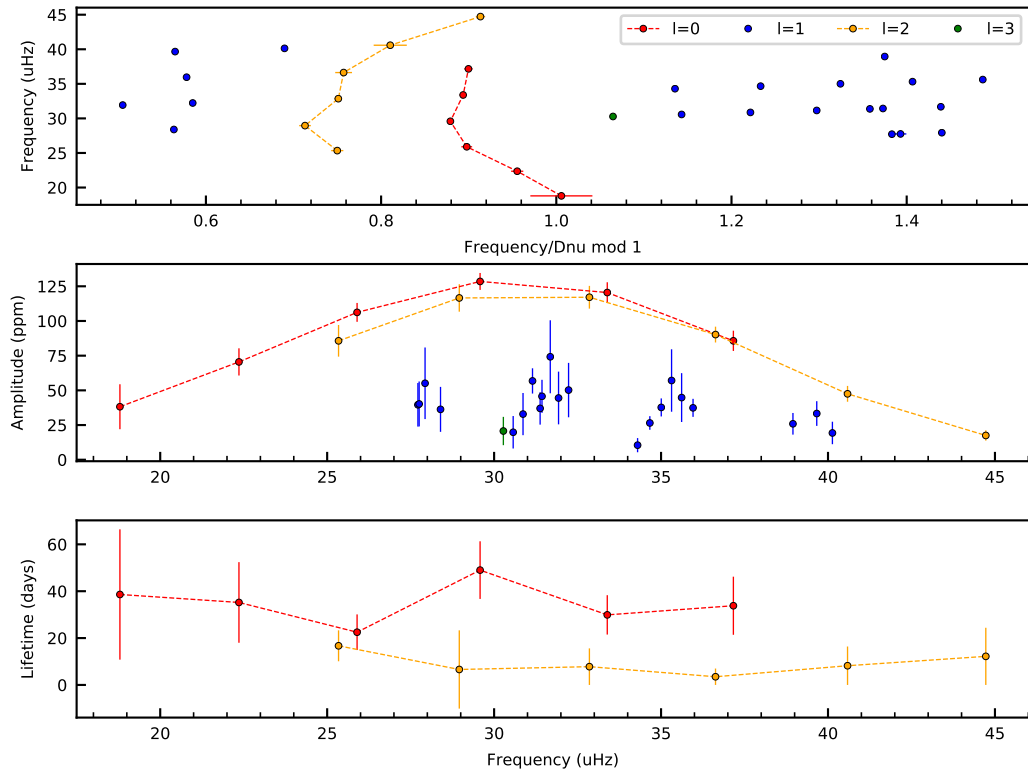 45
40
35
30
25
20
Frequency (uHz)
l=0 l=1 l=2 l=3
0.6 0.8 1.0 1.2 1.4
Frequency/Dnu mod 1
125
100
75
50
25
0
Amplitude (ppm)
20 25 30 35 40 45
60
40
20
0
Lifetime (days)
20 25 30 35 40 45
Frequency (uHz)